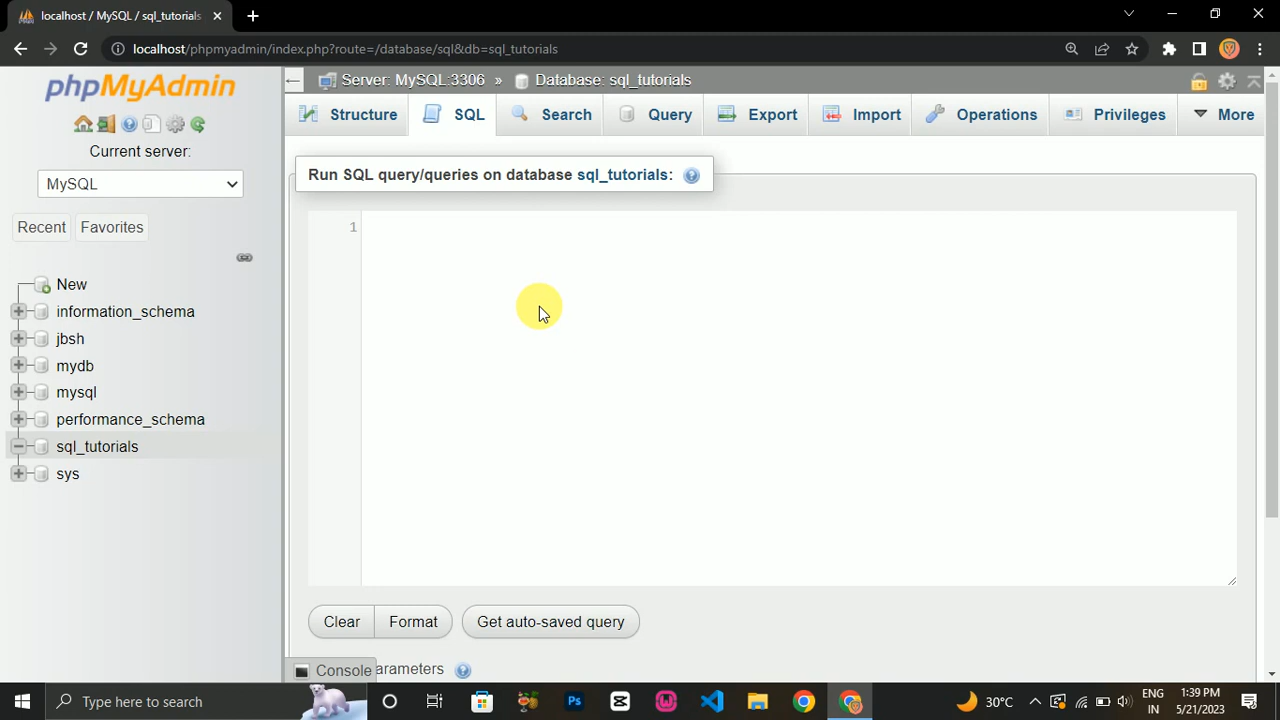 localhost / MySQL / sql_tutorials
localhost/phpmyadmin/index.php?route=/database/sql&db=sql_tutorials
phpMyAdmin
Current server:
MySQL
Recent
Favorites
New
information_schema
jbsh
mydb
mysql
performance_schema
sql_tutorials
sys
Server: MySQL:3306 » Database: sql_tutorials
Structure
SQL
Search
Query
Export
Import
Operations
Privileges
More
Run SQL query/queries on database sql_tutorials:
1
Clear
Format
Get auto-saved query
Console
arameters
Type here to search
Ps
30°C
ENG
IN
1:39 PM
5/21/2023